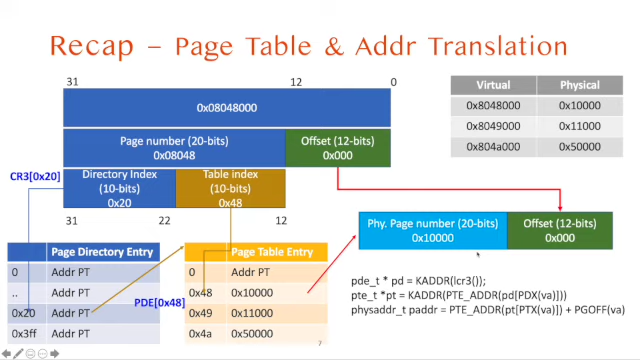 Recap – Page Table & Addr Translation
31 12 0
0x08048000
Page number (20-bits)
0x08048
Offset (12-bits)
0x000
CR3[0x20]
Directory Index
(10-bits)
0x20
Table index
(10-bits)
0x48
31 22 12
Virtual Physical
0x8048000 0x10000
0x8049000 0x11000
0x804a000 0x50000
Phy. Page number (20-bits)
0x10000
Offset (12-bits)
0x000
Page Directory Entry
0 Addr PT
.. Addr PT
0x20 Addr PT
0x3ff Addr PT
PDE[0x48]
Page Table Entry
0 Addr PT
0x48 0x10000
0x49 0x11000
0x4a 0x50000
pde_t * pd = KADDR(lcr3());
pte_t *pt = KADDR(PTE_ADDR(pd[PDX(va)]))
physaddr_t paddr = PTE_ADDR(pt[PTX(va)]) + PGOFF(va)
7